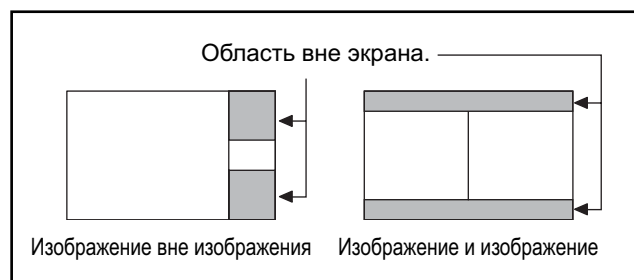 Область вне экрана.
Изображение вне изображения
Изображение и изображение